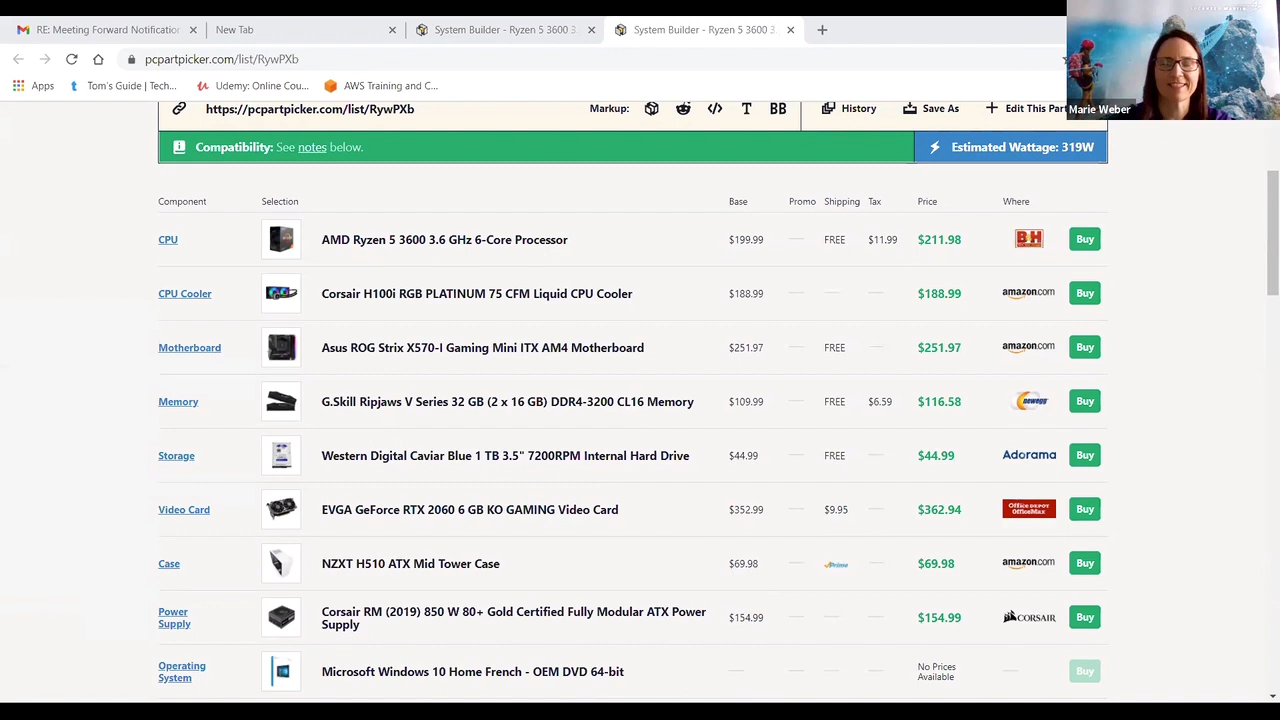 RE: Meeting Forward Notification
New Tab
System Builder - Ryzen 5 3600 3.
System Builder - Ryzen 5 3600 3.
pcpartpicker.com/list/RywPXb
Apps
Tom's Guide | Tech...
Udemy: Online Cou...
AWS Training and C...
Marie Weber
https://pcpartpicker.com/list/RywPXb
Markup:
T
BB
History
Save As
Edit This Par
Compatibility: See notes below.
Estimated Wattage: 319W
Component Selection Base Promo Shipping Tax Price Where
CPU AMD Ryzen 5 3600 3.6 GHz 6-Core Processor $199.99 FREE $11.99 $211.98 B&H Buy
CPU Cooler Corsair H100i RGB PLATINUM 75 CFM Liquid CPU Cooler $188.99 $188.99 amazon.com Buy
Motherboard Asus ROG Strix X570-I Gaming Mini ITX AM4 Motherboard $251.97 FREE $251.97 amazon.com Buy
Memory G.Skill Ripjaws V Series 32 GB (2 x 16 GB) DDR4-3200 CL16 Memory $109.99 FREE $6.59 $116.58 newegg Buy
Storage Western Digital Caviar Blue 1 TB 3.5" 7200RPM Internal Hard Drive $44.99 FREE $44.99 Adorama Buy
Video Card EVGA GeForce RTX 2060 6 GB KO GAMING Video Card $352.99 $9.95 $362.94 Office DEPOT OfficeMax Buy
Case NZXT H510 ATX Mid Tower Case $69.98 Prime $69.98 amazon.com Buy
Power Supply Corsair RM (2019) 850 W 80+ Gold Certified Fully Modular ATX Power Supply $154.99 $154.99 CORSAIR Buy
Operating System Microsoft Windows 10 Home French - OEM DVD 64-bit No Prices Available Buy